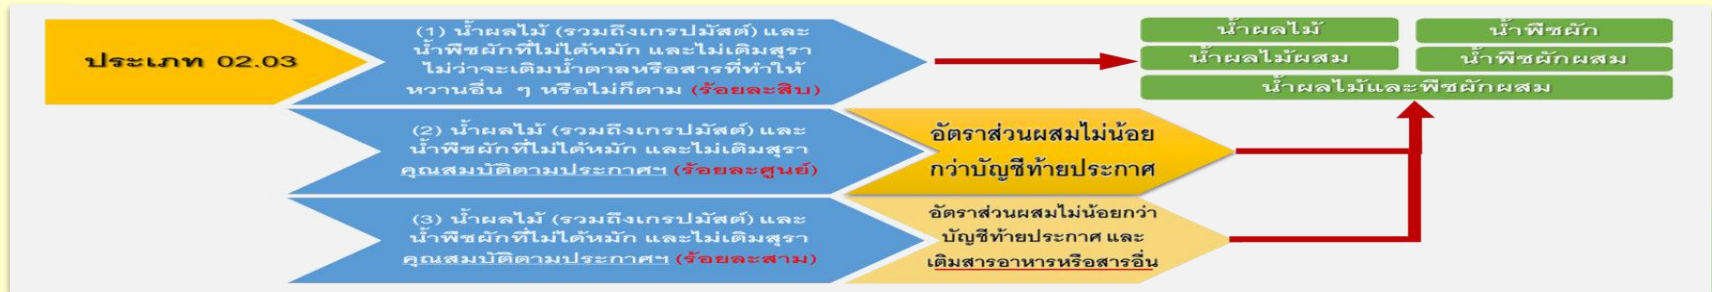 ประเภท 02.03
(1) น้ำผลไม้ (รวมถึงเกรปมัสต์) และ
น้ำพืชผักที่ไม่ได้หมัก และไม่เติมสุรา
ไม่ว่าจะเติมน้ำตาลหรือสารที่ทำให้
หวานอื่น ๆ หรือไม่ก็ตาม (ร้อยละสิบ)
น้ำผลไม้
น้ำพืชผัก
น้ำผลไม้ผสม
น้ำพืชผักผสม
น้ำผลไม้และพืชผักผสม
(2) น้ำผลไม้ (รวมถึงเกรปมัสต์) และ
น้ำพืชผักที่ไม่ได้หมัก และไม่เติมสุรา
คุณสมบัติตามประกาศฯ (ร้อยละศูนย์)
อัตราส่วนผสมไม่น้อย
กว่าบัญชีท้ายประกาศ
(3) น้ำผลไม้ (รวมถึงเกรปมัสต์) และ
น้ำพืชผักที่ไม่ได้หมัก และไม่เติมสุรา
คุณสมบัติตามประกาศฯ (ร้อยละสาม)
อัตราส่วนผสมไม่น้อยกว่า
บัญชีท้ายประกาศ และ
เติมสารอาหารหรือสารอื่น